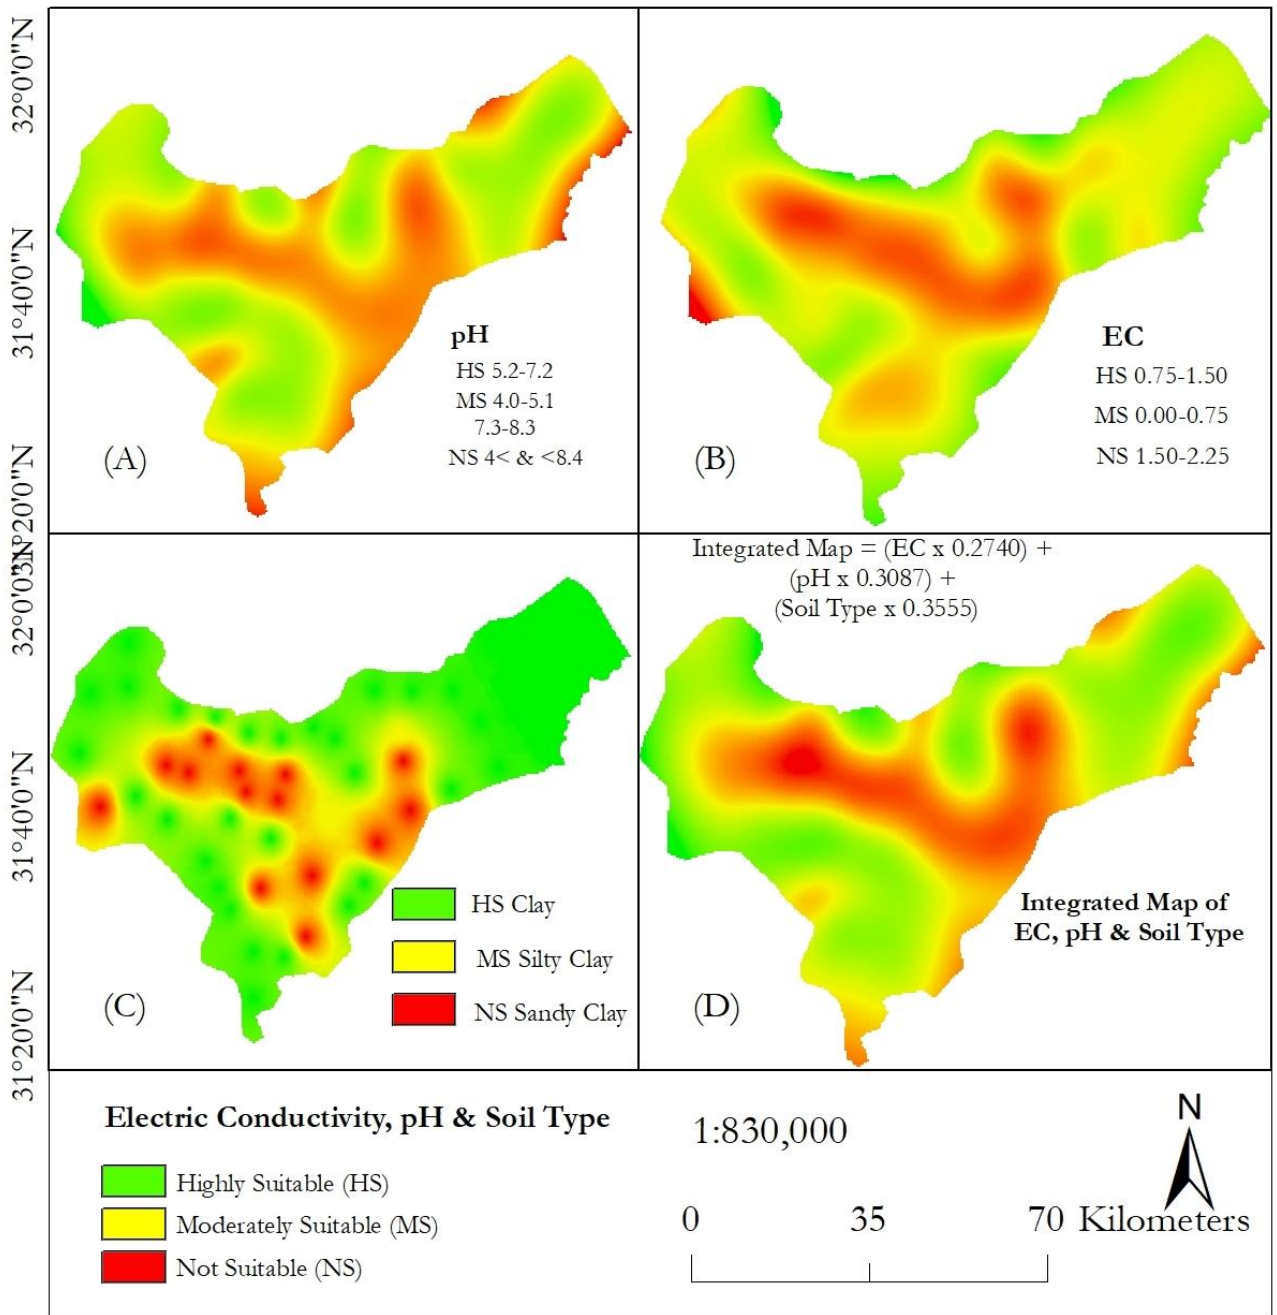 32°0'0"N
31°40'0"N
20'0"N
pH
HS 5.2-7.2
MS 4.0-5.1
7.3-8.3
NS 4< & <8.4
(A)
EC
HS 0.75-1.50
MS 0.00-0.75
NS 1.50-2.25
(B)
32°0'0"N
31°40'0"N
31°20'0"N
HS Clay
MS Silty Clay
NS Sandy Clay
(C)
Integrated Map = (EC x 0.2740) +
(pH x 0.3087) +
(Soil Type x 0.3555)
Integrated Map of
EC, pH & Soil Type
(D)
Electric Conductivity, pH & Soil Type
Highly Suitable (HS)
Moderately Suitable (MS)
Not Suitable (NS)
1:830,000
0 35 70 Kilometers
N